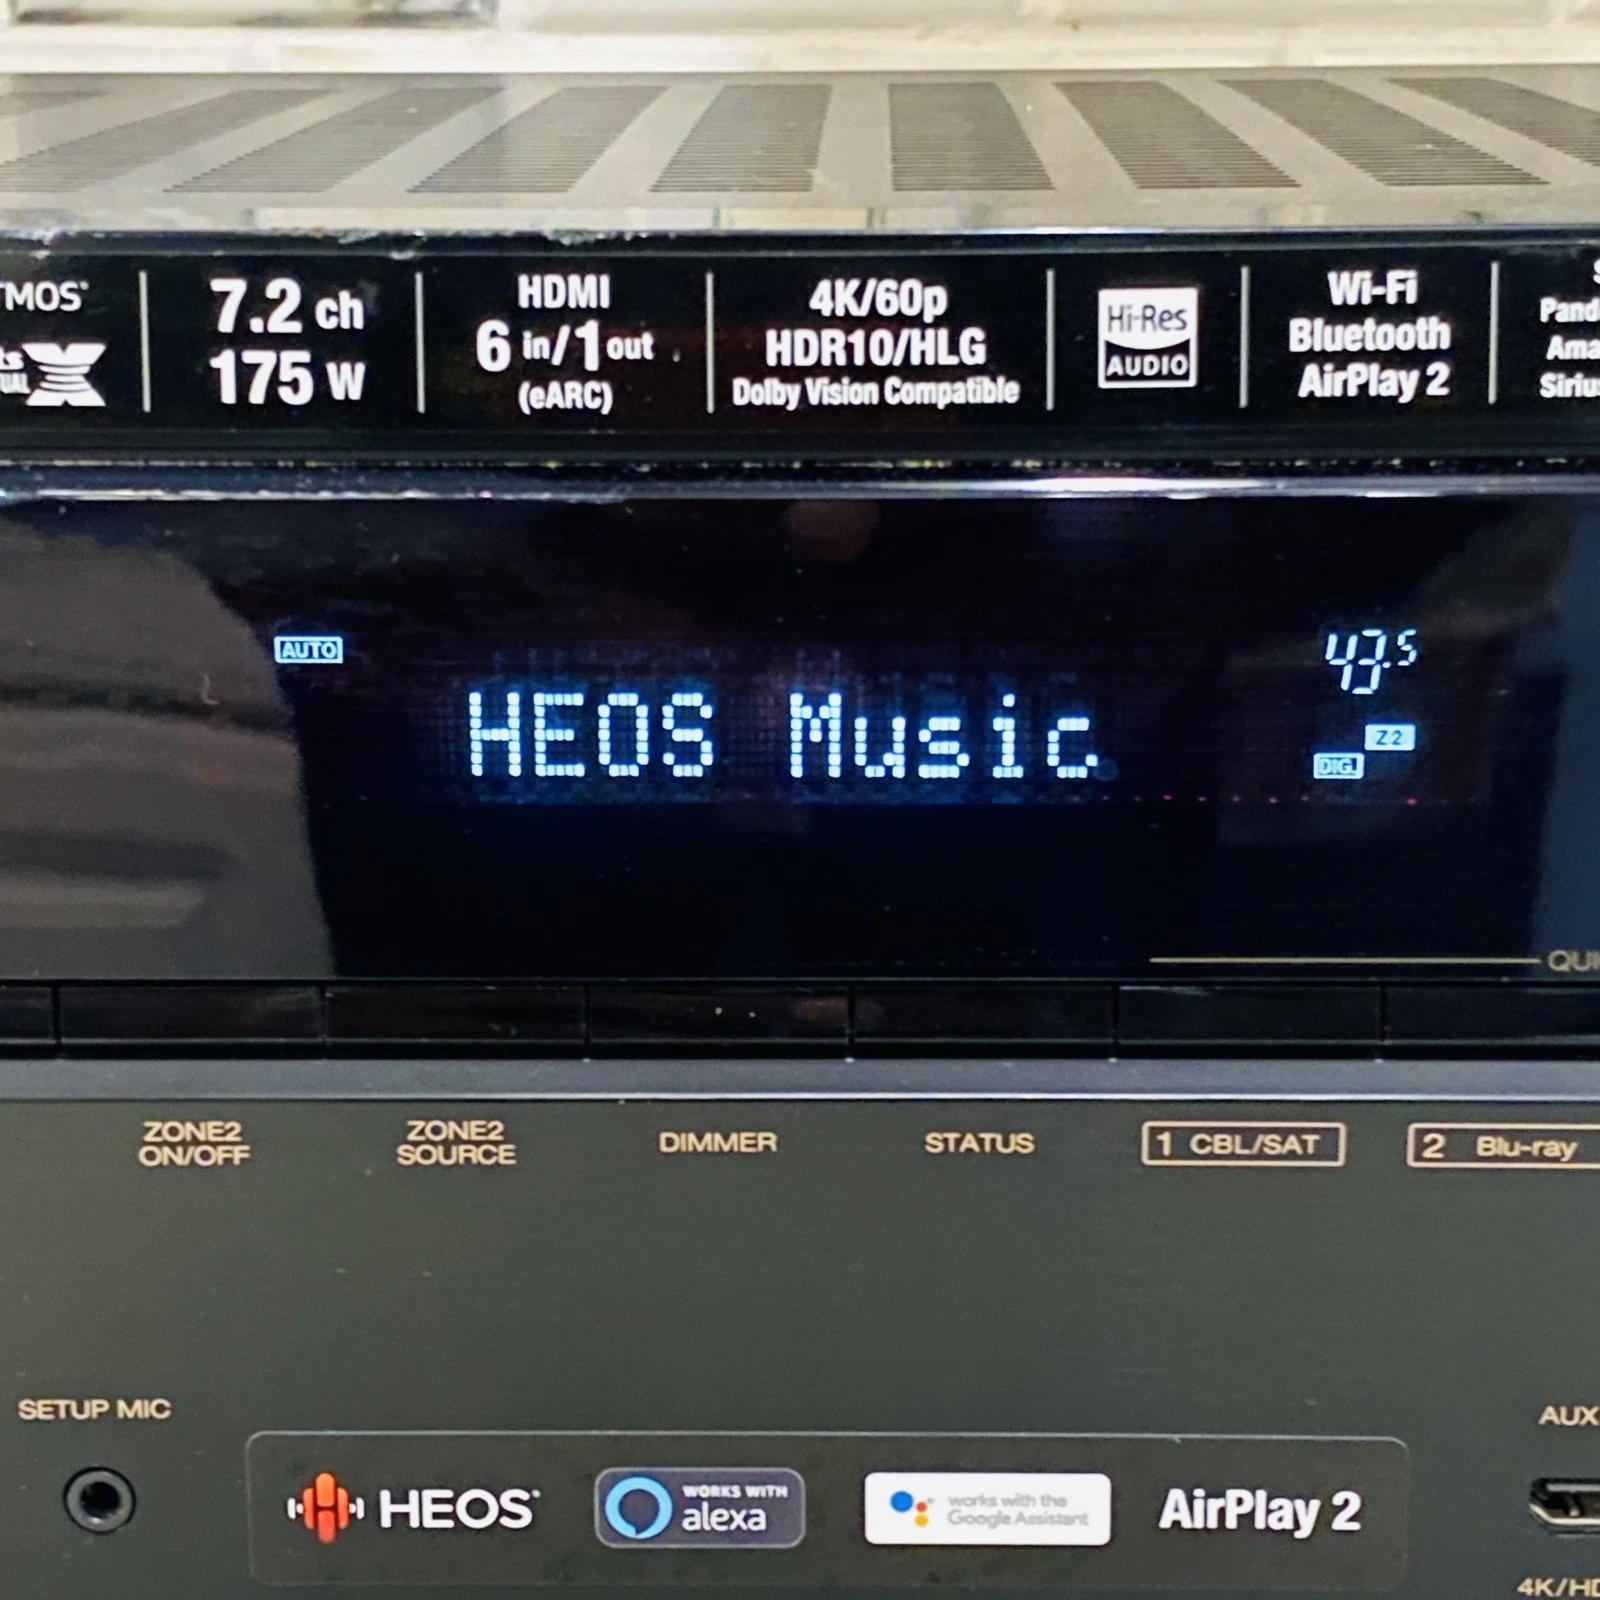 7.2 ch
175 W
HDMI
6 in/1 out
(eARC)
4K/60p
HDR10/HLG
Dolby Vision Compatible
Hi-Res
AUDIO
Wi-Fi
Bluetooth
AirPlay 2
AUTO
HEOS Music
43.5
Z2
DIG.
ZONE2
ON/OFF
ZONE2
SOURCE
DIMMER
STATUS
1 CBL/SAT
2 Blu-ray
SETUP MIC
AUX
HEOS
WORKS WITH
alexa
works with the
Google Assistant
AirPlay 2